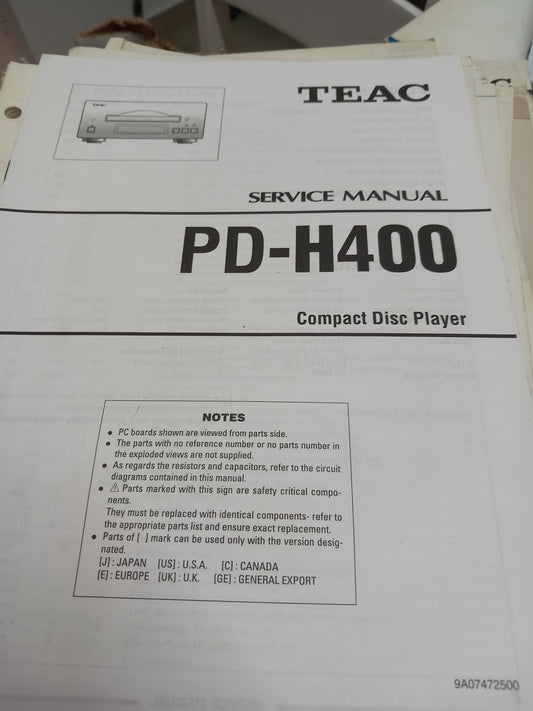 TEAC
TEAC
SERVICE MANUAL
PD-H400
Compact Disc Player
NOTES
● PC boards shown are viewed from parts side.
● The parts with no reference number or no parts number in
the exploded views are not supplied.
● As regards the resistors and capacitors, refer to the circuit
diagrams contained in this manual.
● ⚠ Parts marked with this sign are safety critical compo-
nents.
They must be replaced with identical components- refer to
the appropriate parts list and ensure exact replacement.
● Parts of [ ] mark can be used only with the version desig-
nated.
[J] : JAPAN [US] : U.S.A. [C] : CANADA
[E] : EUROPE [UK] : U.K. [GE] : GENERAL EXPORT
9A07472500